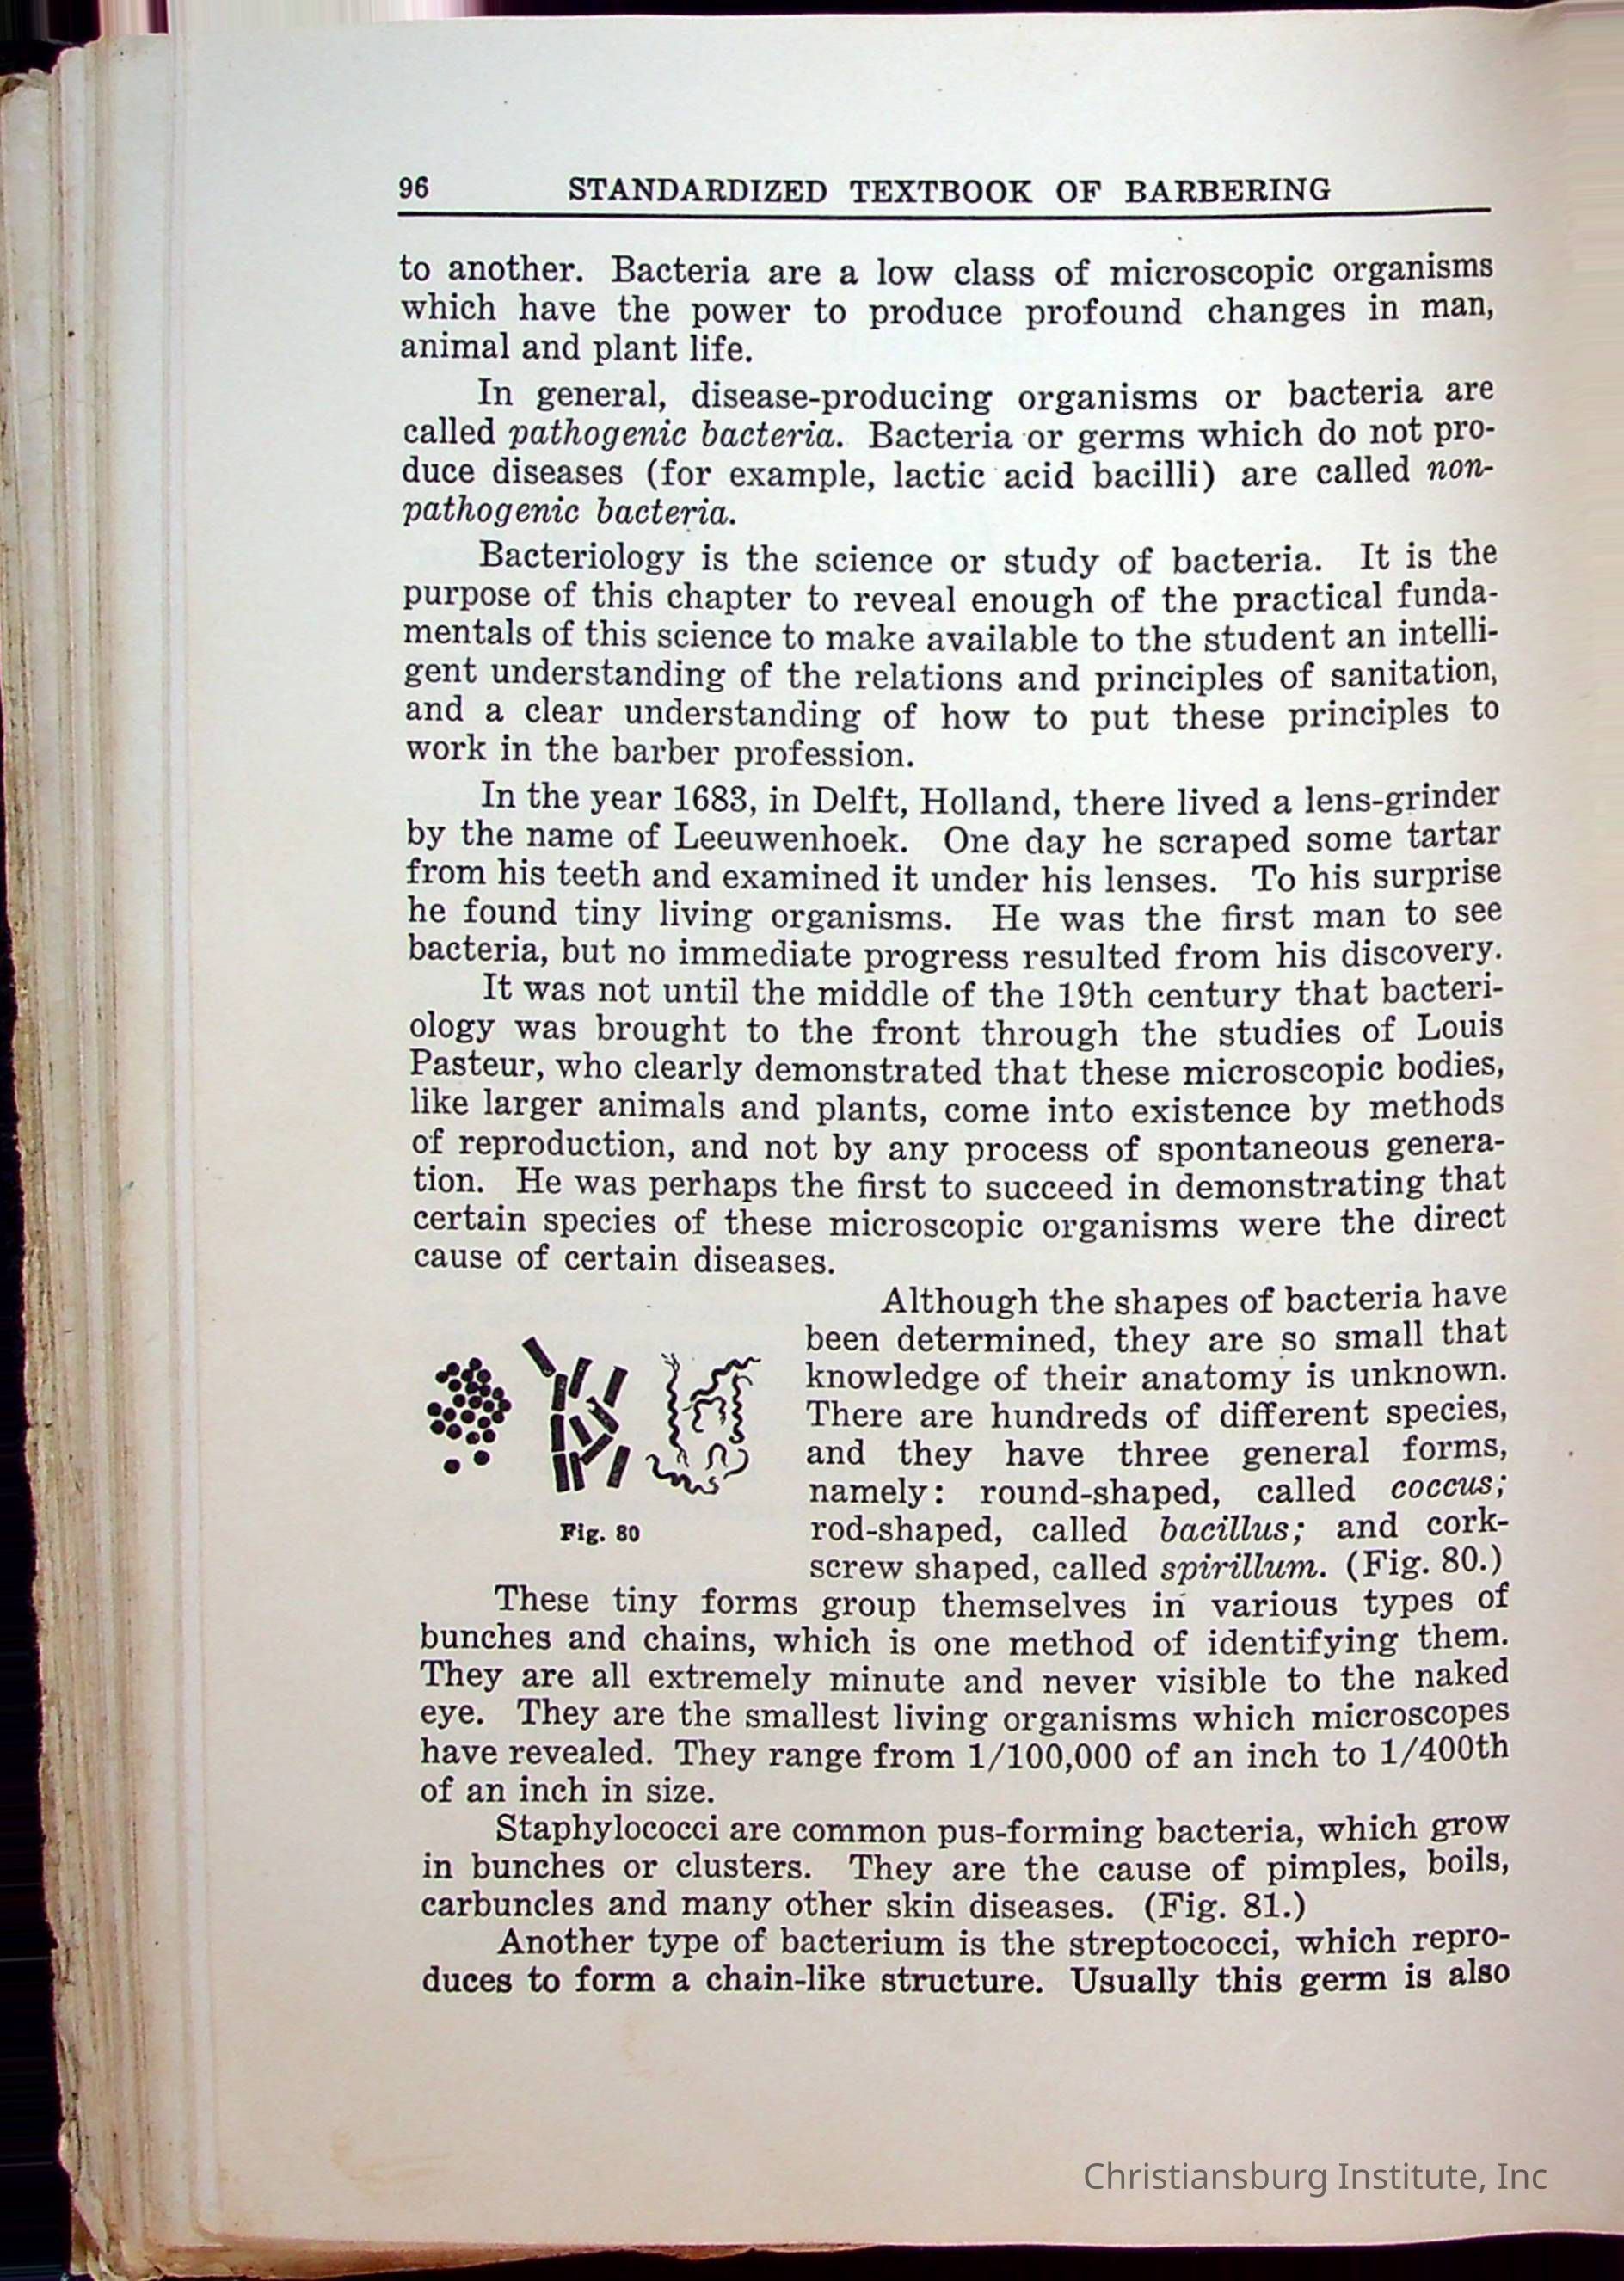 96 STANDARDIZED TEXTBOOK OF BARBERING
to another. Bacteria are a low class of microscopic organisms
which have the power to produce profound changes in man,
animal and plant life.
In general, disease-producing organisms or bacteria are
called pathogenic bacteria. Bacteria or germs which do not pro-
duce diseases (for example, lactic acid bacilli) are called non-
pathogenic bacteria.
Bacteriology is the science or study of bacteria. It is the
purpose of this chapter to reveal enough of the practical funda-
mentals of this science to make available to the student an intelli-
gent understanding of the relations and principles of sanitation,
and a clear understanding of how to put these principles to
work in the barber profession.
In the year 1683, in Delft, Holland, there lived a lens-grinder
by the name of Leeuwenhoek. One day he scraped some tartar
from his teeth and examined it under his lenses. To his surprise
he found tiny living organisms. He was the first man to see
bacteria, but no immediate progress resulted from his discovery.
It was not until the middle of the 19th century that bacteri-
ology was brought to the front through the studies of Louis
Pasteur, who clearly demonstrated that these microscopic bodies,
like larger animals and plants, come into existence by methods
of reproduction, and not by any process of spontaneous genera-
tion. He was perhaps the first to succeed in demonstrating that
certain species of these microscopic organisms were the direct
cause of certain diseases.
Although the shapes of bacteria have
been determined, they are so small that
knowledge of their anatomy is unknown.
There are hundreds of different species,
and they have three general forms,
namely: round-shaped, called coccus;
rod-shaped, called bacillus; and cork-
screw shaped, called spirillum. (Fig. 80.)
Fig. 80
These tiny forms group themselves in various types of
bunches and chains, which is one method of identifying them.
They are all extremely minute and never visible to the naked
eye. They are the smallest living organisms which microscopes
have revealed. They range from 1/100,000 of an inch to 1/400th
of an inch in size.
Staphylococci are common pus-forming bacteria, which grow
in bunches or clusters. They are the cause of pimples, boils,
carbuncles and many other skin diseases. (Fig. 81.)
Another type of bacterium is the streptococci, which repro-
duces to form a chain-like structure. Usually this germ is also
Christiansburg Institute, Inc